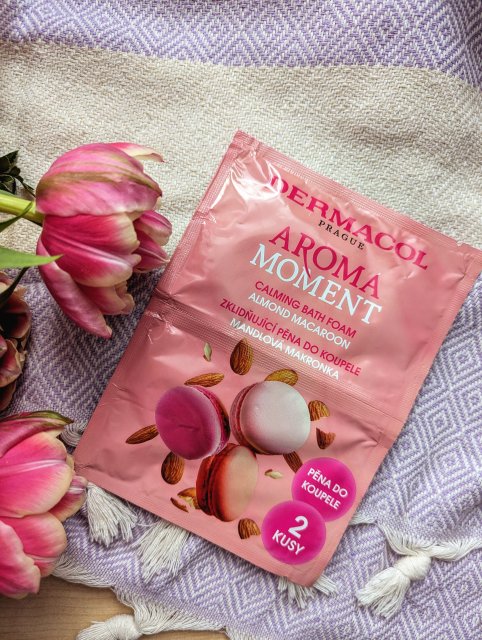 DERMACOL
PRAGUE
AROMA
MOMENT
CALMING BATH FOAM
ALMOND MACAROON
ZKLIDŇUJÍCÍ PĚNA DO KOUPELE
MANDLOVÁ MAKRONKA
PĚNA DO
KOUPELE
2
KUSY